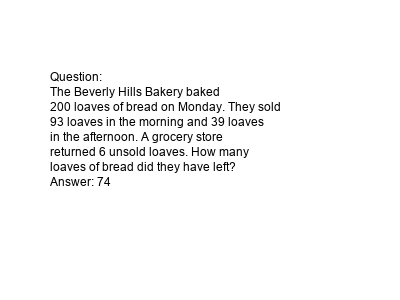 Question:
The Beverly Hills Bakery baked
200 loaves of bread on Monday. They sold
93 loaves in the morning and 39 loaves
in the afternoon. A grocery store
returned 6 unsold loaves. How many
loaves of bread did they have left?
Answer: 74